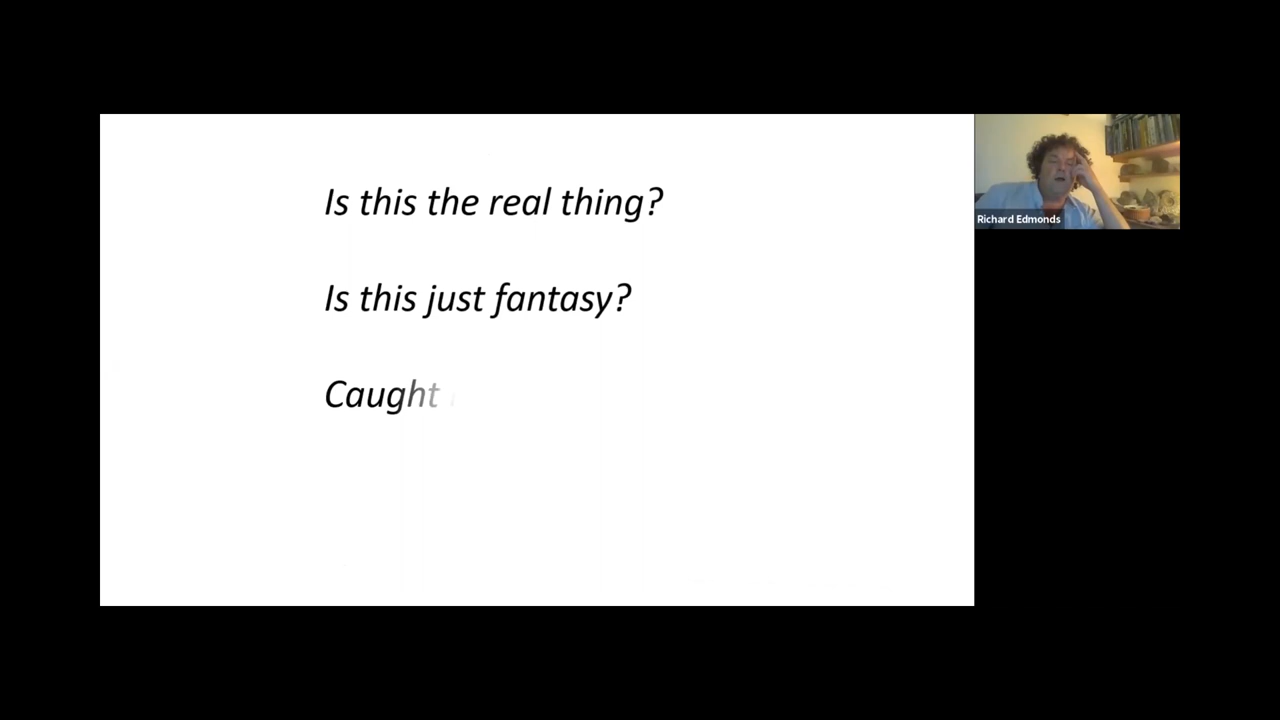 Is this the real thing?
Richard Edmonds
Is this just fantasy?
Caught